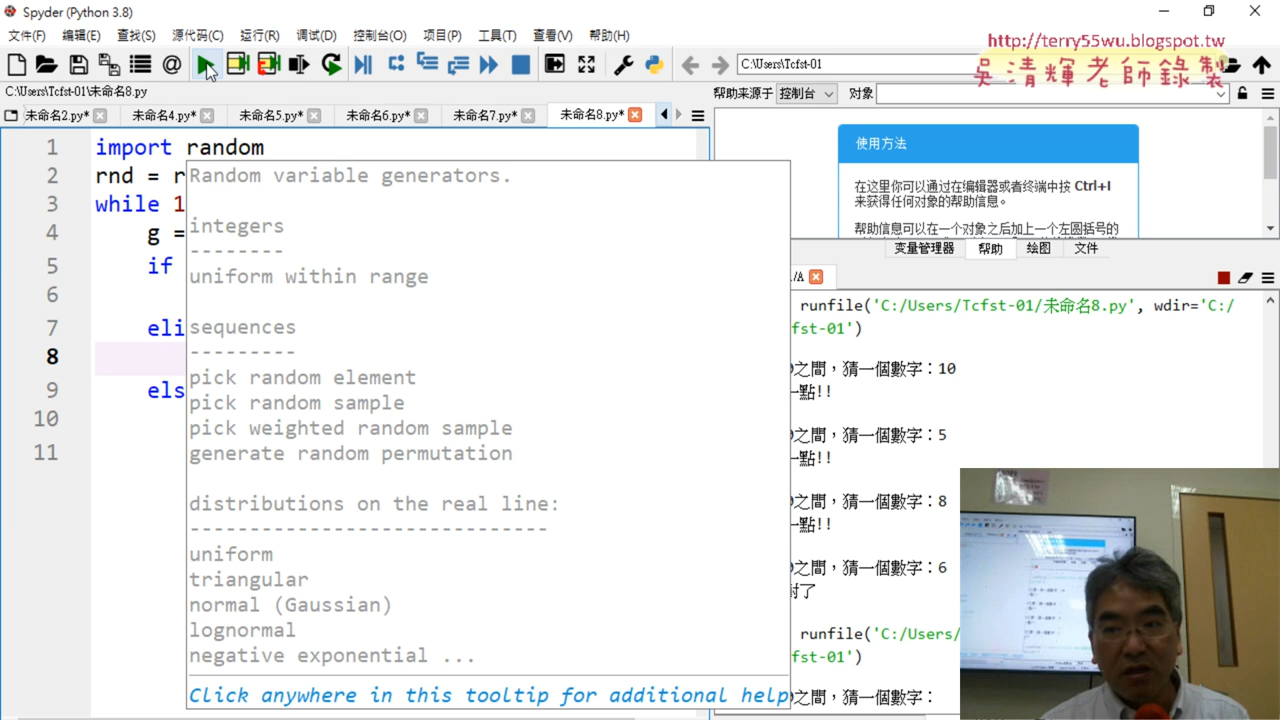 Spyder (Python 3.8)
文件(F) 编辑(E) 查找(S) 源代码(C) 运行(R) 调试(D) 控制台(O) 项目(P) 工具(T) 查看(V) 帮助(H)
http://terry55wu.blogspot.tw
吳清輝老師錄製
C:\Users\Tcfst-01
C:\Users\Tcfst-01\未命名8.py
帮助来源于 控制台 对象
未命名2.py* 未命名4.py* 未命名5.py* 未命名6.py* 未命名7.py* 未命名8.py*
1 import random
2 rnd = r
3 while 1
4 g =
5 if
6
7 eli
8
9 els
10
11
Random variable generators.
integers
--------
uniform within range
sequences
---------
pick random element
pick random sample
pick weighted random sample
generate random permutation
distributions on the real line:
------------------------------
uniform
triangular
normal (Gaussian)
lognormal
negative exponential ...
Click anywhere in this tooltip for additional help
使用方法
在这里你可以通过在编辑器或者终端中按 Ctrl+I
来获得任何对象的帮助信息。
帮助信息可以在一个对象之后加上一个左圆括号的
变量管理器 帮助 绘图 文件
/A
runfile('C:/Users/Tcfst-01/未命名8.py', wdir='C:/
fst-01')
之間，猜一個數字：10
一點!!
之間，猜一個數字：5
一點!!
之間，猜一個數字：8
一點!!
之間，猜一個數字：6
對了
runfile('C:/Users/
fst-01')
之間，猜一個數字：